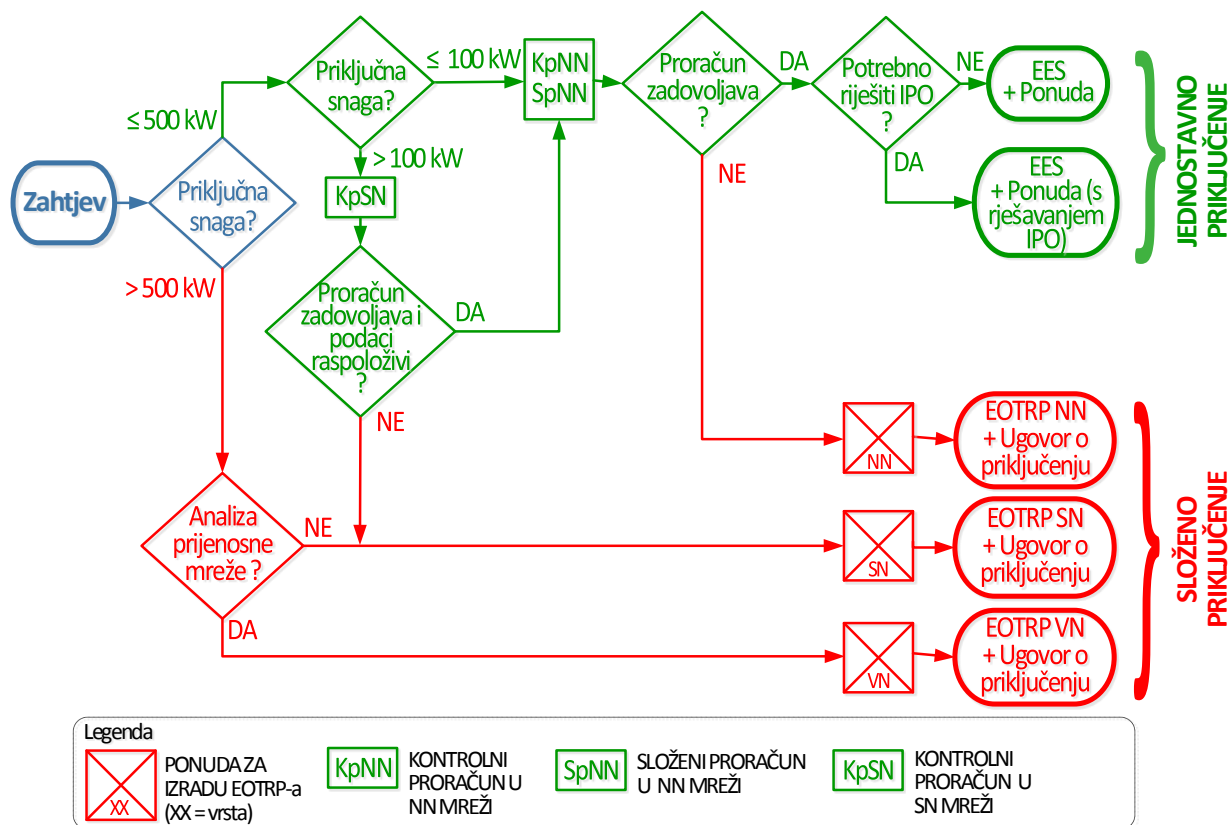 Zahtjev
Priključna
snaga?
≤ 500 kW
> 500 kW
Priključna
snaga?
≤ 100 kW
> 100 kW
KpSN
Proračun
zadovoljava i
podaci
raspoloživi
?
DA
NE
KpNN
SpNN
Proračun
zadovoljava
?
DA
NE
Potrebno
riješiti IPO
?
NE
DA
EES
+ Ponuda
EES
+ Ponuda (s
rješavanjem
IPO)
JEDNOSTAVNO
PRIKLJUČENJE
Analiza
prijenosne
mreže ?
NE
DA
NN
EOTRP NN
+ Ugovor o
priključenju
SN
EOTRP SN
+ Ugovor o
priključenju
VN
EOTRP VN
+ Ugovor o
priključenju
SLOŽENO
PRIKLJUČENJE
Legenda
XX
PONUDA ZA
IZRADU EOTRP-a
(XX = vrsta)
KpNN
KONTROLNI
PRORAČUN U
NN MREŽI
SpNN
SLOŽENI PRORAČUN
U NN MREŽI
KpSN
KONTROLNI
PRORAČUN U
SN MREŽI